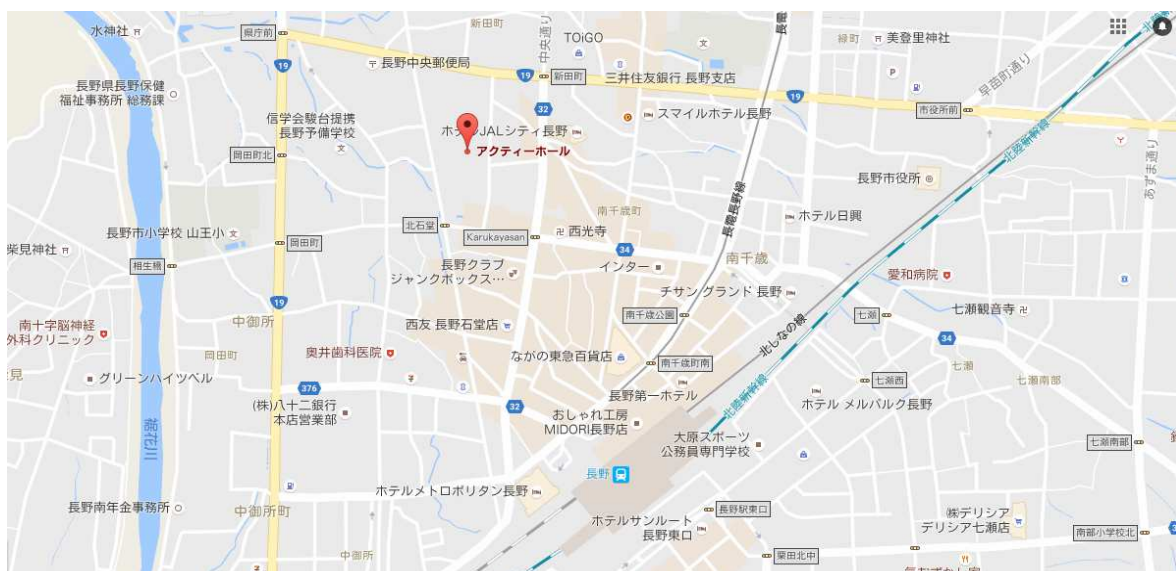 水神社
県庁前
新田町
中央通り
TOiGO
緑町
美登里神社
19
〒長野中央郵便局
19
新田町
三井住友銀行 長野支店
19
早苗町通り
長野県長野保健
福祉事務所 総務課
32
スマイルホテル長野
市役所前
北陸新幹線
信学会駿台提携
長野予備学校
ホテルJALシティ長野
アクティーホール
岡田町北
あずま通り
長野市役所
長電長野線
南千歳町
ホテル日興
北石堂
西光寺
長野市小学校 山王小
岡田町
Karukayasan
34
柴見神社
相生橋
長野クラブ
ジャンクボックス…
インター
南千歳
愛和病院
チサン グランド 長野
19
中御所
南千歳公園
七瀬
七瀬観音寺
南十字脳神経
外科クリニック
西友 長野石堂店
北しなの線
34
岡田町
奥井歯科医院
ながの東急百貨店
南千歳町南
七瀬
グリーンハイツベル
376
長野第一ホテル
北陸新幹線
七瀬西
七瀬南部
ホテル メルパルク長野
(株)八十二銀行
本店営業部
32
おしゃれ工房
MIDORI長野店
大原スポーツ
公務員専門学校
七瀬南部
裾花川
長野
ホテルメトロポリタン長野
長野南年金事務所
中御所町
長野駅東口
ホテルサンルート
長野東口
㈱デリシア
デリシア七瀬店
南部小学校北
中御所
栗田北中